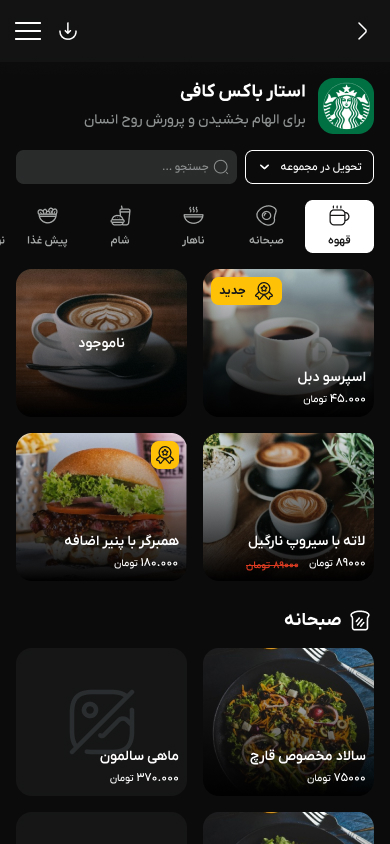 استار باکس کافی
برای الهام بخشیدن و پرورش روح انسان
تحویل در مجموعه
جستجو ...
قهوه
صبحانه
ناهار
شام
پیش غذا
جدید
اسپرسو دبل
۴۵.۰۰۰ تومان
ناموجود
لاته با سیروپ نارگیل
۸۹۰۰۰ تومان
۸۹۰۰۰ تومان
همبرگر با پنیر اضافه
۱۸۰.۰۰۰ تومان
صبحانه
سالاد مخصوص قارچ
۷۵۰۰۰ تومان
ماهی سالمون
۳۷۰.۰۰۰ تومان